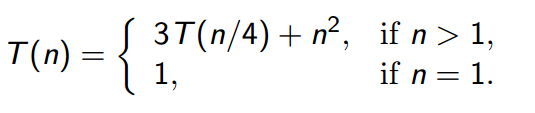 T(n) = { 3T(n/4) + n², if n > 1,
1, if n = 1.